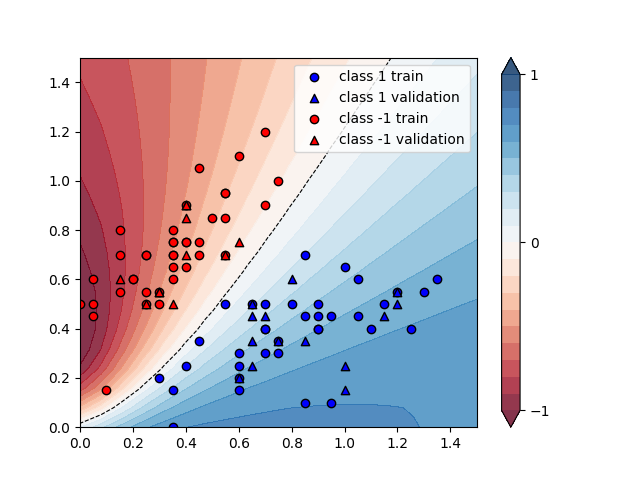 class 1 train
class 1 validation
class -1 train
class -1 validation
1.4
1.2
1.0
0.8
0.6
0.4
0.2
0.0
0.0 0.2 0.4 0.6 0.8 1.0 1.2 1.4
1
0
−1